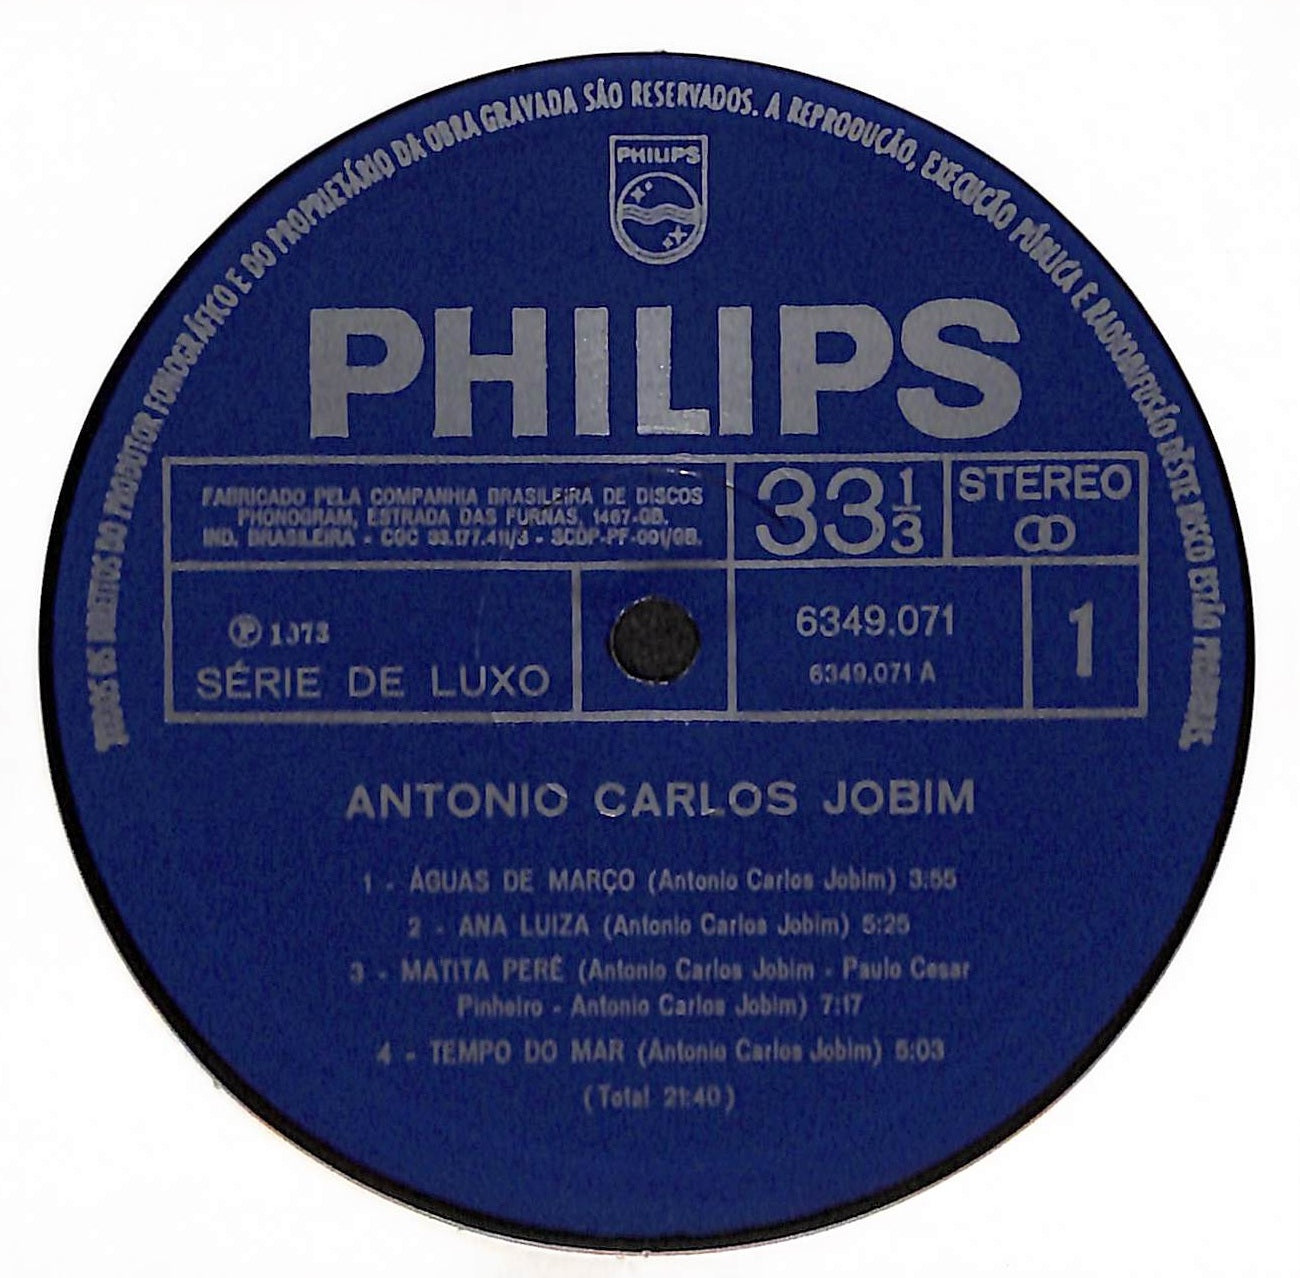 TODOS OS DIREITOS DO PRODUTOR FONOGRÁFICO E DO PROPRIETÁRIO DA OBRA GRAVADA SÃO RESERVADOS. A REPRODUÇÃO, EXECUÇÃO PÚBLICA E RADIODIFUSÃO DÊSTE DISCO ESTÃO PROIBIDAS.
PHILIPS
PHILIPS
FABRICADO PELA COMPANHIA BRASILEIRA DE DISCOS
PHONOGRAM, ESTRADA DAS FURNAS, 1467-GB.
IND. BRASILEIRA - CGC 33.177.411/3 - SCDP-PF-001/GB.
33 1/3
STEREO
℗ 1973
SÉRIE DE LUXO
6349.071
6349.071 A
1
ANTONIO CARLOS JOBIM
1 - ÁGUAS DE MARÇO (Antonio Carlos Jobim) 3:55
2 - ANA LUIZA (Antonio Carlos Jobim) 5:25
3 - MATITA PERÊ (Antonio Carlos Jobim - Paulo Cesar
Pinheiro - Antonio Carlos Jobim) 7:17
4 - TEMPO DO MAR (Antonio Carlos Jobim) 5:03
(Total 21:40)